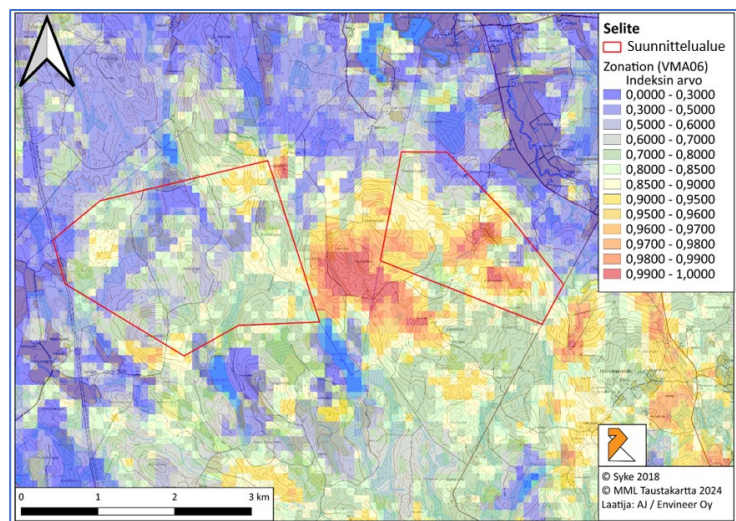 Selite
Suunnittelualue
Zonation (VMA06)
Indeksin arvo
0,0000 - 0,3000
0,3000 - 0,5000
0,5000 - 0,6000
0,6000 - 0,7000
0,7000 - 0,8000
0,8000 - 0,8500
0,8500 - 0,9000
0,9000 - 0,9500
0,9500 - 0,9600
0,9600 - 0,9700
0,9700 - 0,9800
0,9800 - 0,9900
0,9900 - 1,0000
0 1 2 3 km
© Syke 2018
© MML Taustakartta 2024
Laatija: AJ / Envineer Oy